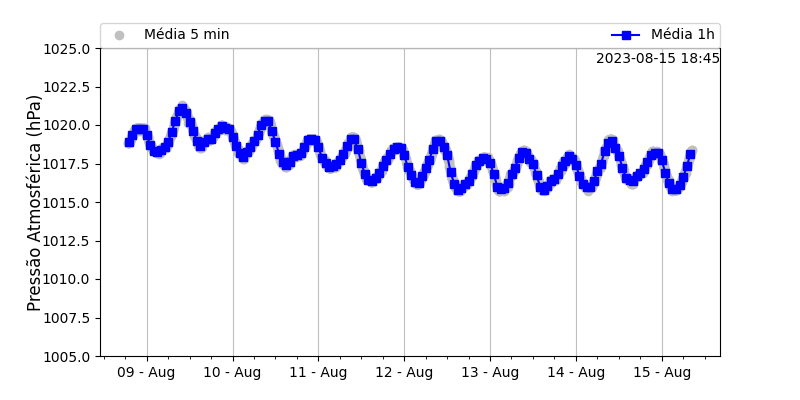 Média 5 min
Média 1h
2023-08-15 18:45
Pressão Atmosférica (hPa)
1025.0
1022.5
1020.0
1017.5
1015.0
1012.5
1010.0
1007.5
1005.0
09 - Aug
10 - Aug
11 - Aug
12 - Aug
13 - Aug
14 - Aug
15 - Aug